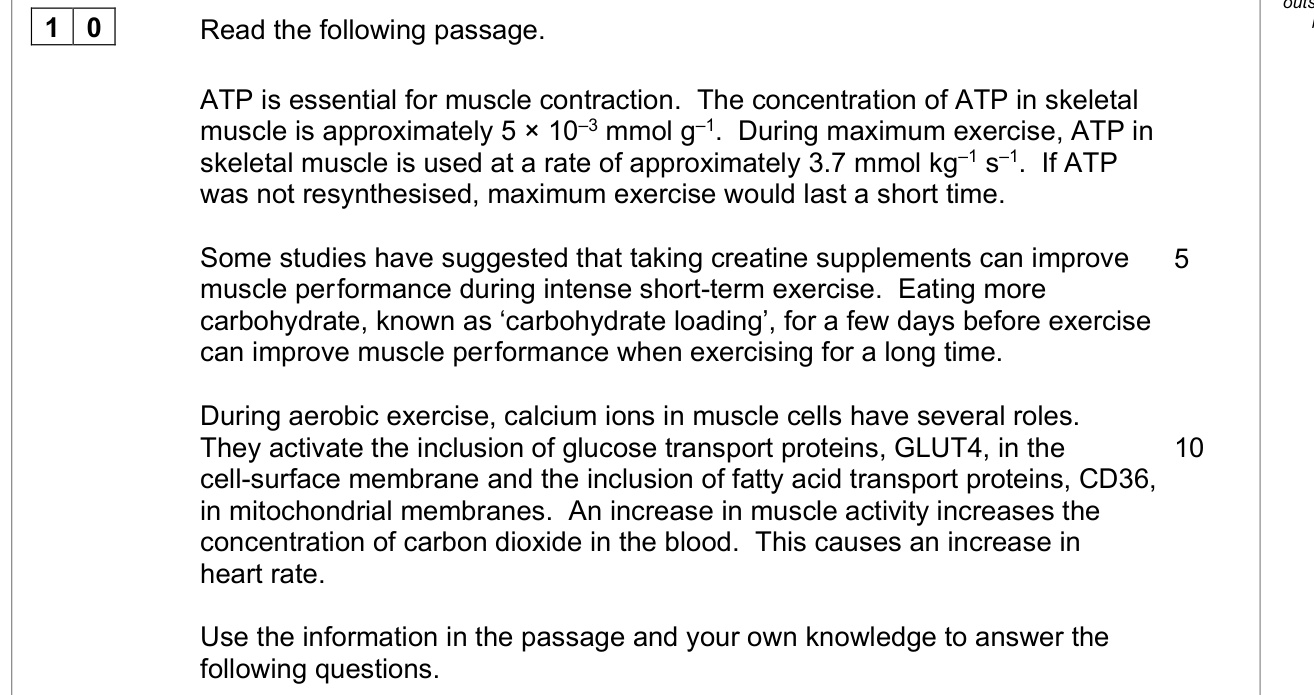 outs
1 0 Read the following passage.
ATP is essential for muscle contraction. The concentration of ATP in skeletal
muscle is approximately 5 × 10⁻³ mmol g⁻¹. During maximum exercise, ATP in
skeletal muscle is used at a rate of approximately 3.7 mmol kg⁻¹ s⁻¹. If ATP
was not resynthesised, maximum exercise would last a short time.
Some studies have suggested that taking creatine supplements can improve 5
muscle performance during intense short-term exercise. Eating more
carbohydrate, known as ‘carbohydrate loading’, for a few days before exercise
can improve muscle performance when exercising for a long time.
During aerobic exercise, calcium ions in muscle cells have several roles.
They activate the inclusion of glucose transport proteins, GLUT4, in the 10
cell-surface membrane and the inclusion of fatty acid transport proteins, CD36,
in mitochondrial membranes. An increase in muscle activity increases the
concentration of carbon dioxide in the blood. This causes an increase in
heart rate.
Use the information in the passage and your own knowledge to answer the
following questions.